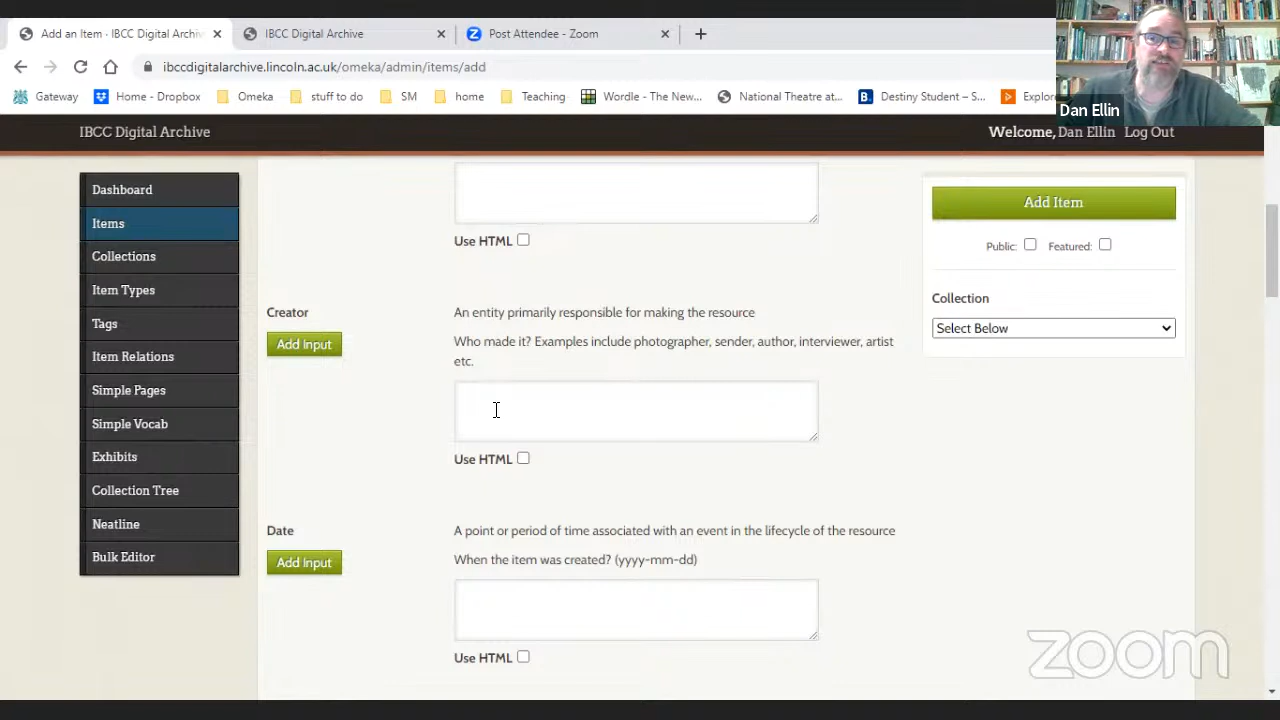 Add an Item · IBCC Digital Archiv
IBCC Digital Archive
Post Attendee - Zoom
ibccdigitalarchive.lincoln.ac.uk/omeka/admin/items/add
Gateway
Home - Dropbox
Omeka
stuff to do
SM
home
Teaching
Wordle - The New...
National Theatre at...
Destiny Student – S...
Explor
Dan Ellin
IBCC Digital Archive
Welcome, Dan Ellin Log Out
Dashboard
Items
Collections
Item Types
Tags
Item Relations
Simple Pages
Simple Vocab
Exhibits
Collection Tree
Neatline
Bulk Editor
Use HTML
Creator
Add Input
An entity primarily responsible for making the resource
Who made it? Examples include photographer, sender, author, interviewer, artist
etc.
Use HTML
Date
Add Input
A point or period of time associated with an event in the lifecycle of the resource
When the item was created? (yyyy-mm-dd)
Use HTML
Add Item
Public:
Featured:
Collection
Select Below
zoom